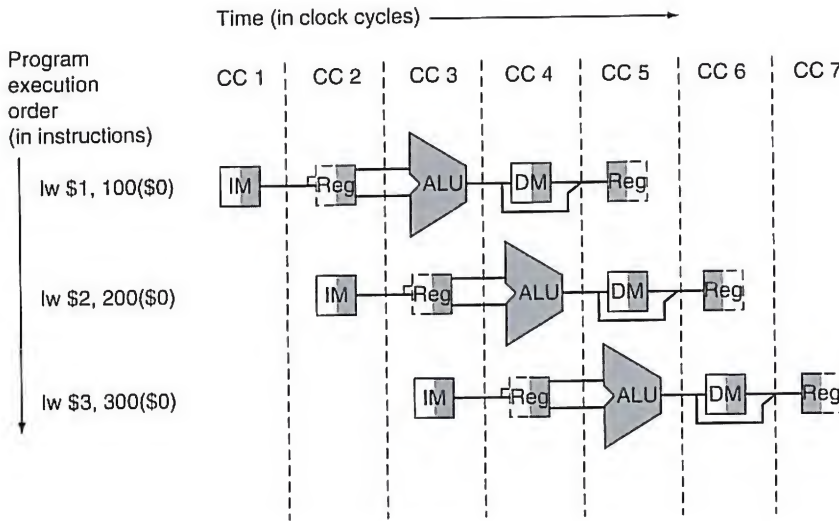 Time (in clock cycles)
Program
execution
order
(in instructions)
CC 1 CC 2 CC 3 CC 4 CC 5 CC 6 CC 7
lw $1, 100($0)
IM Reg ALU DM Reg
lw $2, 200($0)
IM Reg ALU DM Reg
lw $3, 300($0)
IM Reg ALU DM Reg